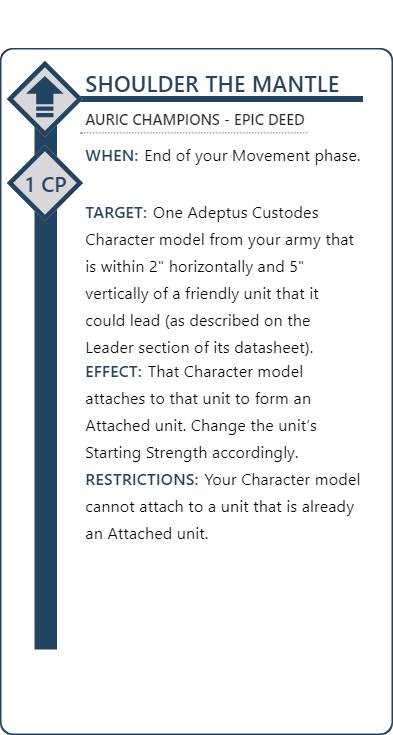 SHOULDER THE MANTLE
AURIC CHAMPIONS - EPIC DEED
WHEN: End of your Movement phase.
1 CP
TARGET: One Adeptus Custodes
Character model from your army that
is within 2" horizontally and 5"
vertically of a friendly unit that it
could lead (as described on the
Leader section of its datasheet).
EFFECT: That Character model
attaches to that unit to form an
Attached unit. Change the unit’s
Starting Strength accordingly.
RESTRICTIONS: Your Character model
cannot attach to a unit that is already
an Attached unit.